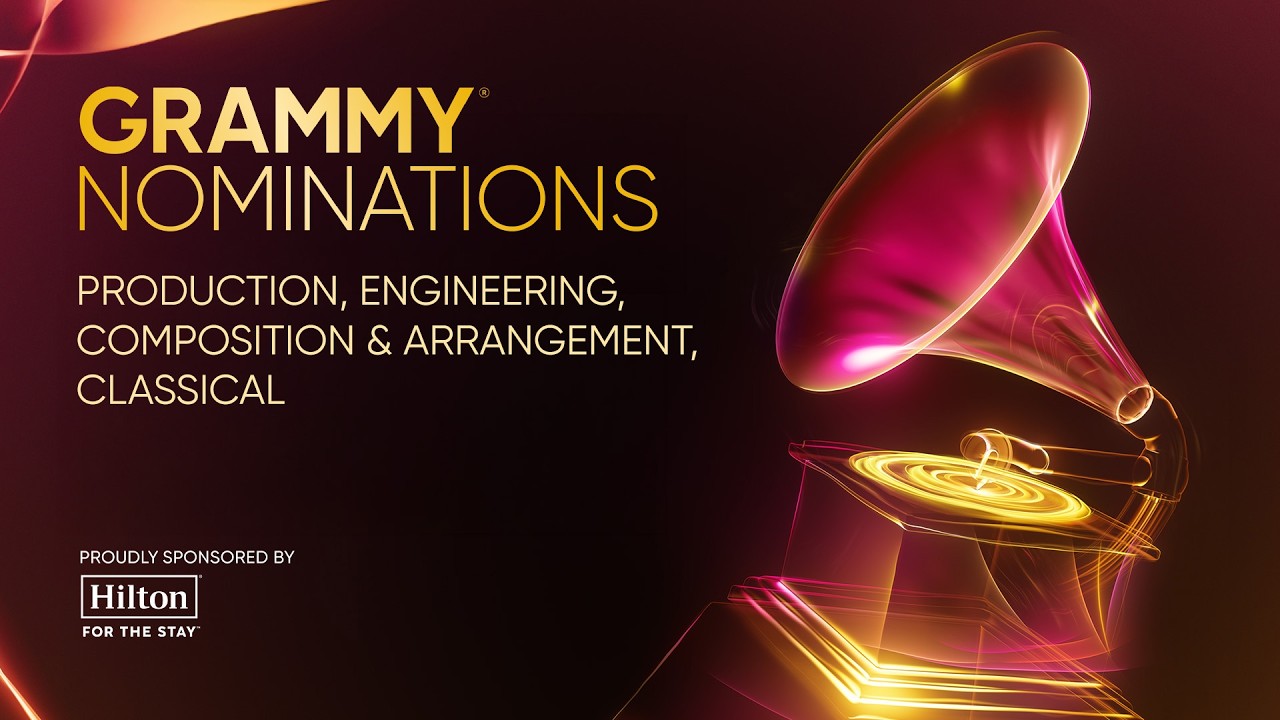 GRAMMY®
NOMINATIONS
PRODUCTION, ENGINEERING,
COMPOSITION & ARRANGEMENT,
CLASSICAL
PROUDLY SPONSORED BY
Hilton
FOR THE STAY™